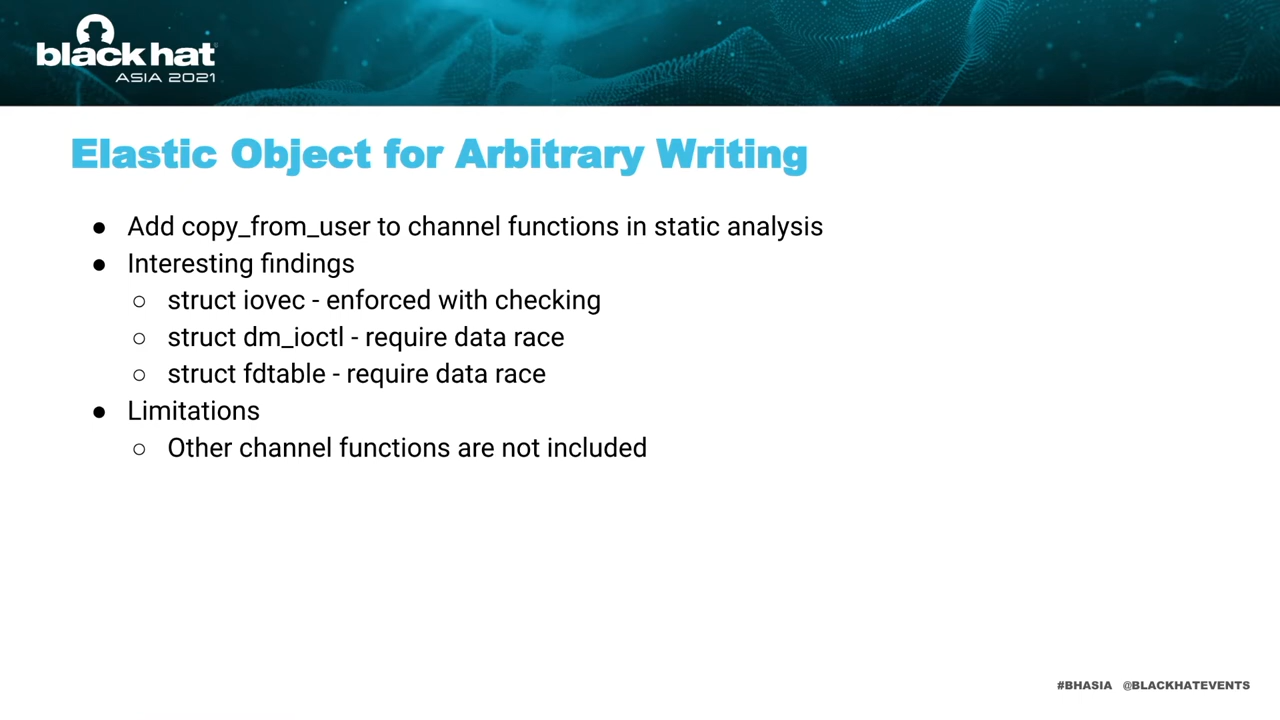 black hat
ASIA 2021
Elastic Object for Arbitrary Writing
● Add copy_from_user to channel functions in static analysis
● Interesting findings
○ struct iovec - enforced with checking
○ struct dm_ioctl - require data race
○ struct fdtable - require data race
● Limitations
○ Other channel functions are not included
#BHASIA @BLACKHATEVENTS